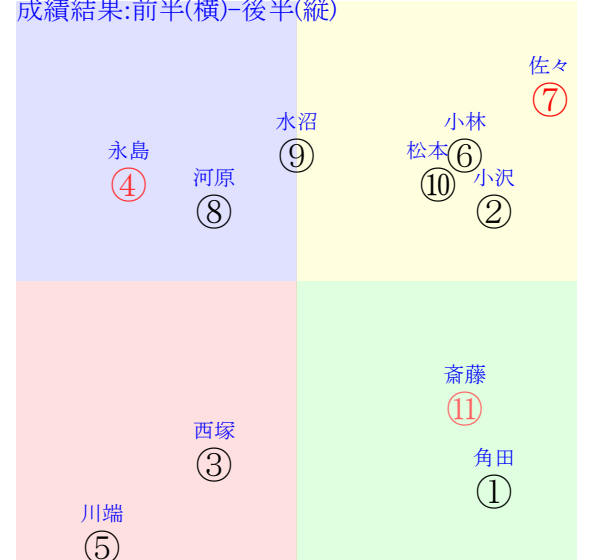 成績結果:前半(横)-後半(縦)
佐々
⑦
水沼
⑨
小林
⑥
永島
④
松本
⑩
河原
⑧
小沢
②
斎藤
⑪
西塚
③
角田
①
川端
⑤